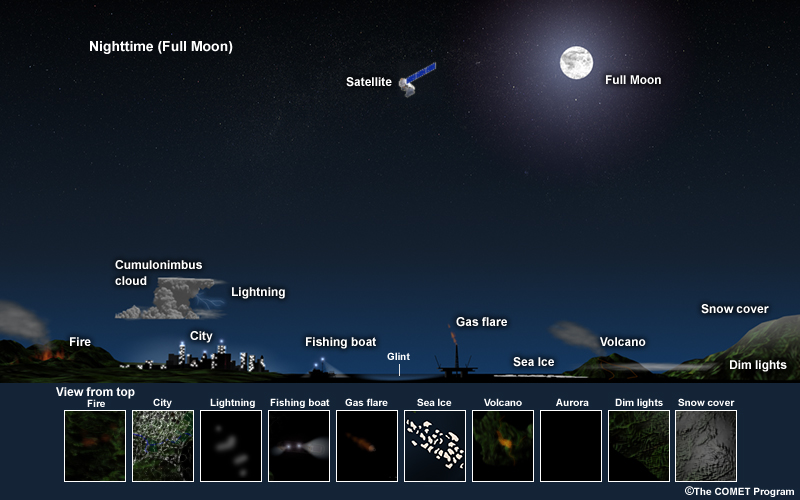 Nighttime (Full Moon)
Satellite
Full Moon
Cumulonimbus
cloud
Lightning
Snow cover
Gas flare
Fire
City
Fishing boat
Volcano
Glint
Sea Ice
Dim lights
View from top
Fire
City
Lightning
Fishing boat
Gas flare
Sea Ice
Volcano
Aurora
Dim lights
Snow cover
©The COMET Program